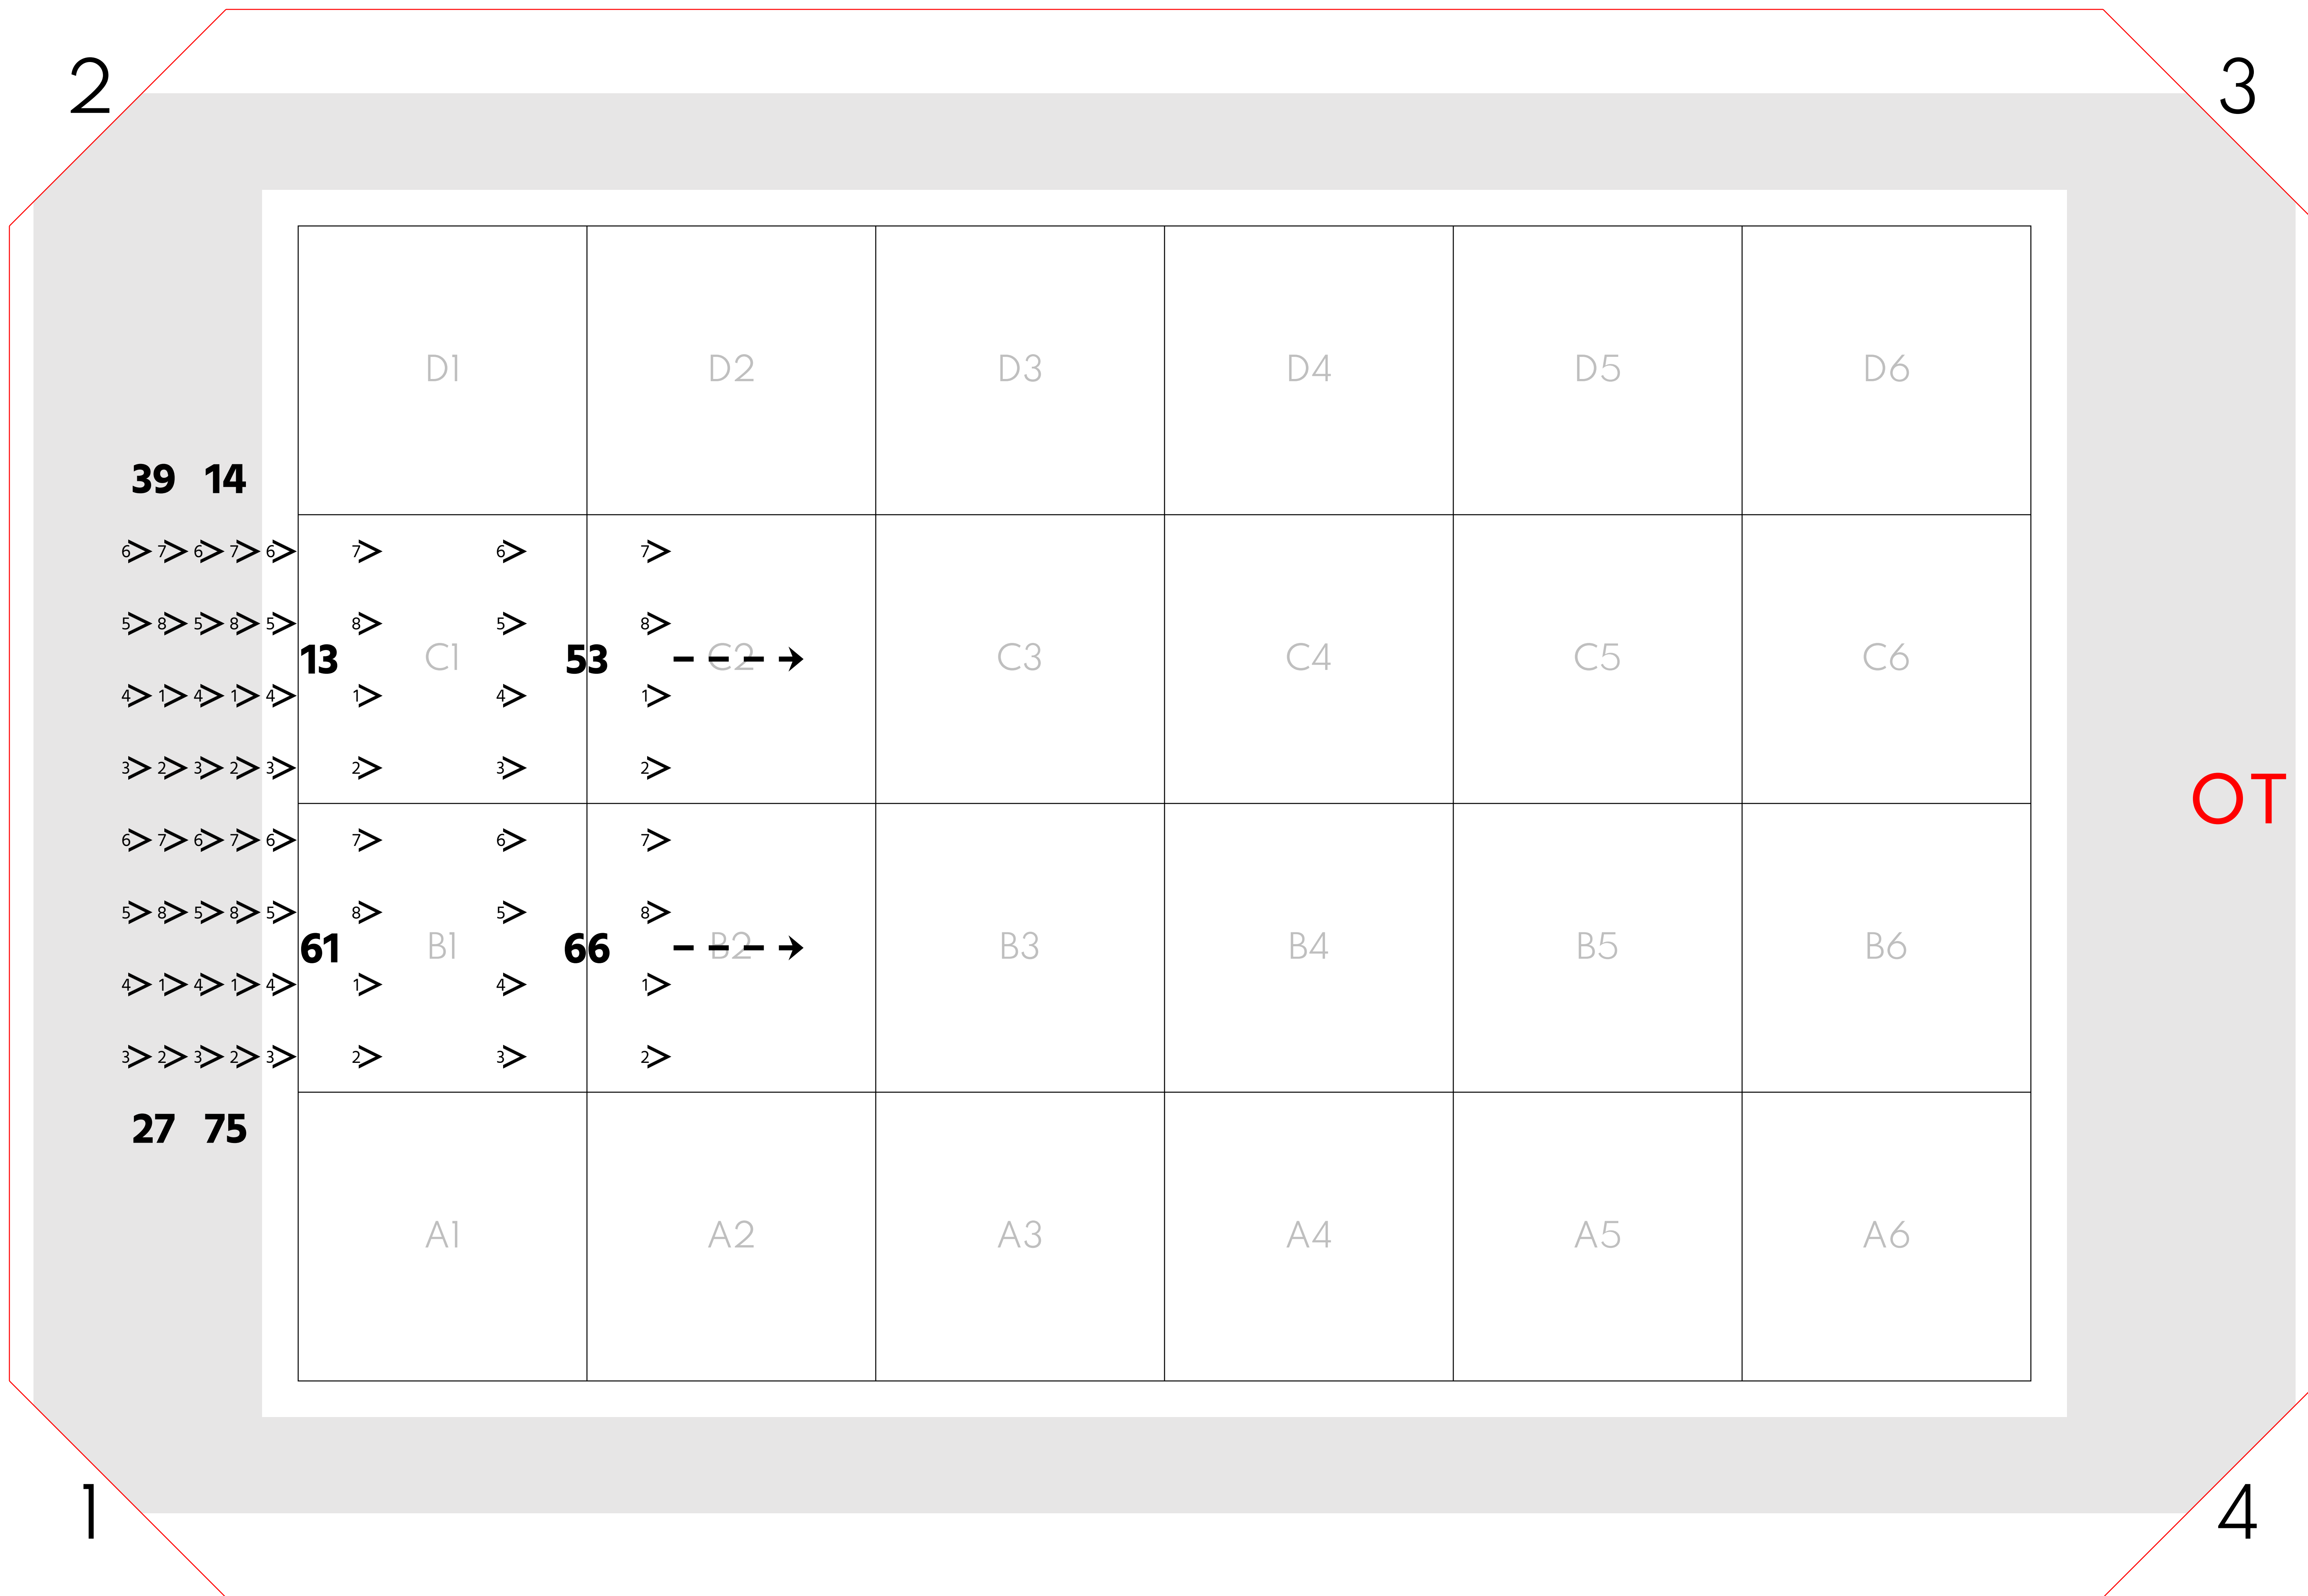 2 3
D1 D2 D3 D4 D5 D6
39 14
6> 7> 6> 7> 6> 7> 6> 7>
5> 8> 5> 8> 5> 8> 5> 8>
13 C1 53 C2 C3 C4 C5 C6
4> 1> 4> 1> 4> 1> 4> 1>
3> 2> 3> 2> 3> 2> 3> 2>
OT
6> 7> 6> 7> 6> 7> 6> 7>
5> 8> 5> 8> 5> 8> 5> 8>
61 B1 66 B2 B3 B4 B5 B6
4> 1> 4> 1> 4> 1> 4> 1>
3> 2> 3> 2> 3> 2> 3> 2>
27 75
A1 A2 A3 A4 A5 A6
1 4